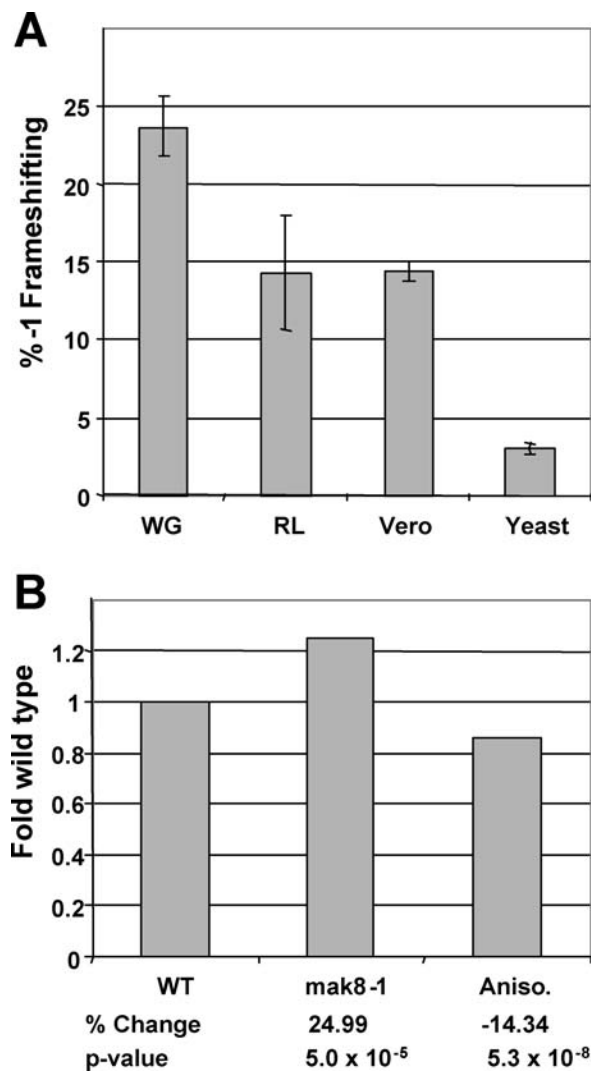 A
%-1 Frameshifting
25
20
15
10
5
0
WG RL Vero Yeast
B
Fold wild type
1.2
1
0.8
0.6
0.4
0.2
0
WT mak8-1 Aniso.
% Change 24.99 -14.34
p-value 5.0 x 10⁻⁵ 5.3 x 10⁻⁸